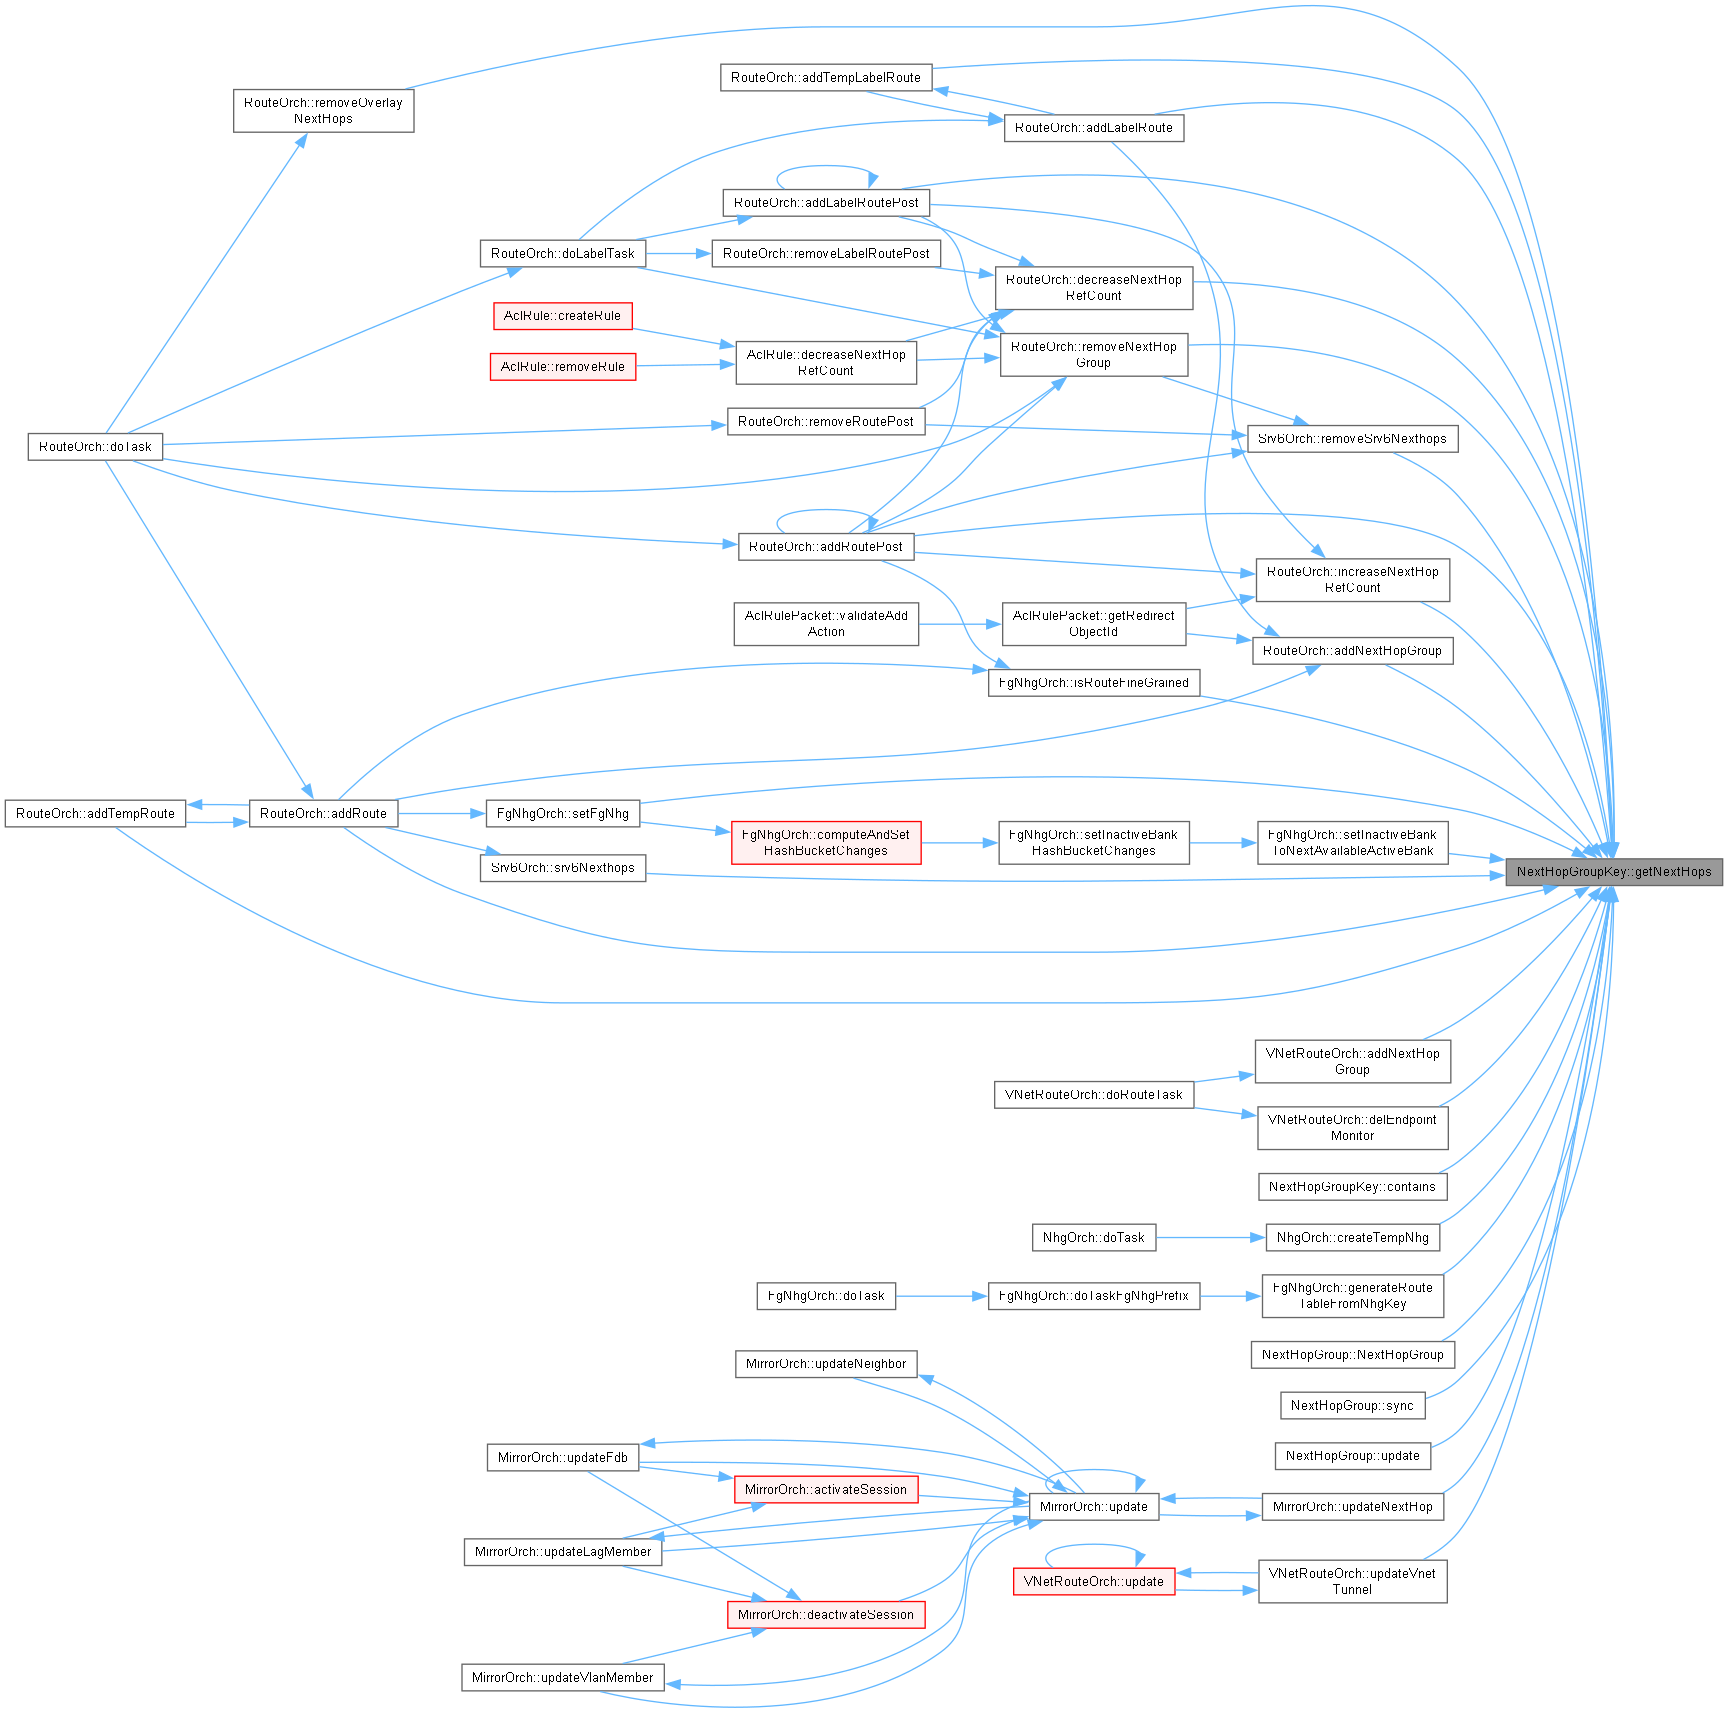 RouteOrch::addTempLabelRoute
RouteOrch::removeOverlay
NextHops
RouteOrch::addLabelRoute
RouteOrch::addLabelRoutePost
RouteOrch::doLabelTask
RouteOrch::removeLabelRoutePost
RouteOrch::decreaseNextHop
RefCount
AclRule::createRule
RouteOrch::removeNextHop
Group
AclRule::decreaseNextHop
RefCount
AclRule::removeRule
RouteOrch::removeRoutePost
Srv6Orch::removeSrv6Nexthops
RouteOrch::doTask
RouteOrch::addRoutePost
RouteOrch::increaseNextHop
RefCount
AclRulePacket::validateAdd
Action
AclRulePacket::getRedirect
ObjectId
RouteOrch::addNextHopGroup
FgNhgOrch::isRouteFineGrained
RouteOrch::addTempRoute
RouteOrch::addRoute
FgNhgOrch::setFgNhg
FgNhgOrch::computeAndSet
HashBucketChanges
FgNhgOrch::setInactiveBank
HashBucketChanges
FgNhgOrch::setInactiveBank
ToNextAvailableActiveBank
Srv6Orch::srv6Nexthops
NextHopGroupKey::getNextHops
VNetRouteOrch::addNextHop
Group
VNetRouteOrch::doRouteTask
VNetRouteOrch::delEndpoint
Monitor
NextHopGroupKey::contains
NhgOrch::doTask
NhgOrch::createTempNhg
FgNhgOrch::doTask
FgNhgOrch::doTaskFgNhgPrefix
FgNhgOrch::generateRoute
TableFromNhgKey
NextHopGroup::NextHopGroup
MirrorOrch::updateNeighbor
NextHopGroup::sync
NextHopGroup::update
MirrorOrch::updateFdb
MirrorOrch::activateSession
MirrorOrch::update
MirrorOrch::updateNextHop
MirrorOrch::updateLagMember
VNetRouteOrch::update
VNetRouteOrch::updateVnet
Tunnel
MirrorOrch::deactivateSession
MirrorOrch::updateVlanMember